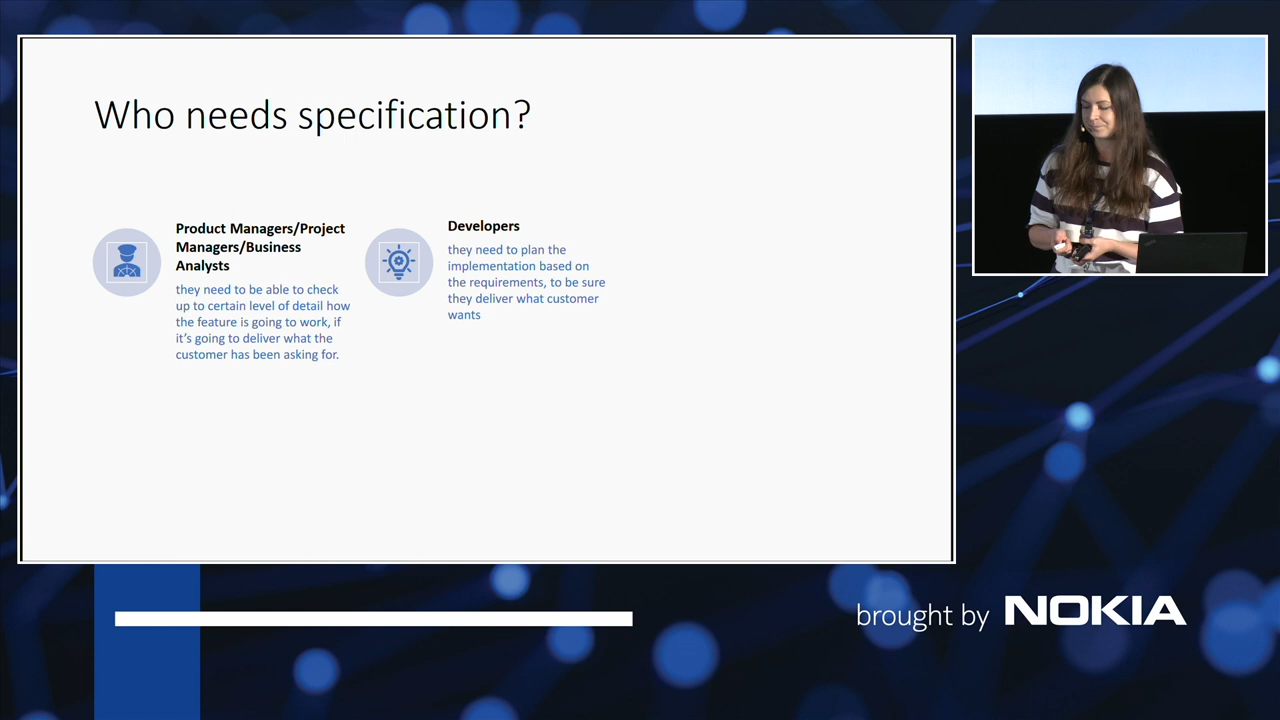 Who needs specification?
Product Managers/Project
Managers/Business
Analysts
they need to be able to check
up to certain level of detail how
the feature is going to work, if
it's going to deliver what the
customer has been asking for.
Developers
they need to plan the
implementation based on
the requirements, to be sure
they deliver what customer
wants
brought by NOKIA